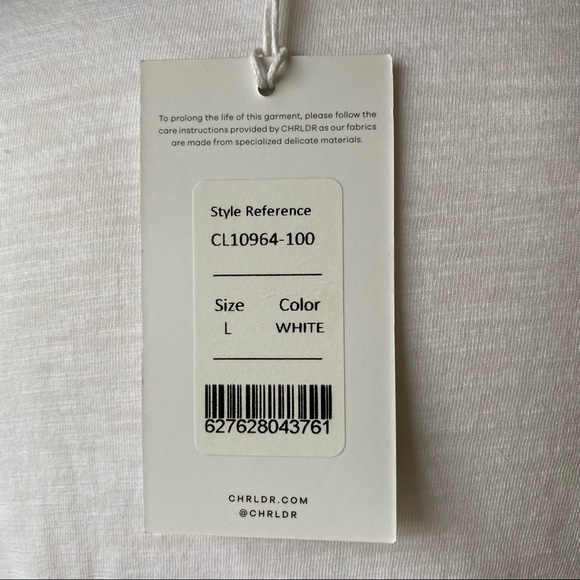 To prolong the life of this garment, please follow the
care instructions provided by CHRLDR as our fabrics
are made from specialized delicate materials.
Style Reference
CL10964-100
Size Color
L WHITE
627628043761
CHRLDR.COM
@CHRLDR